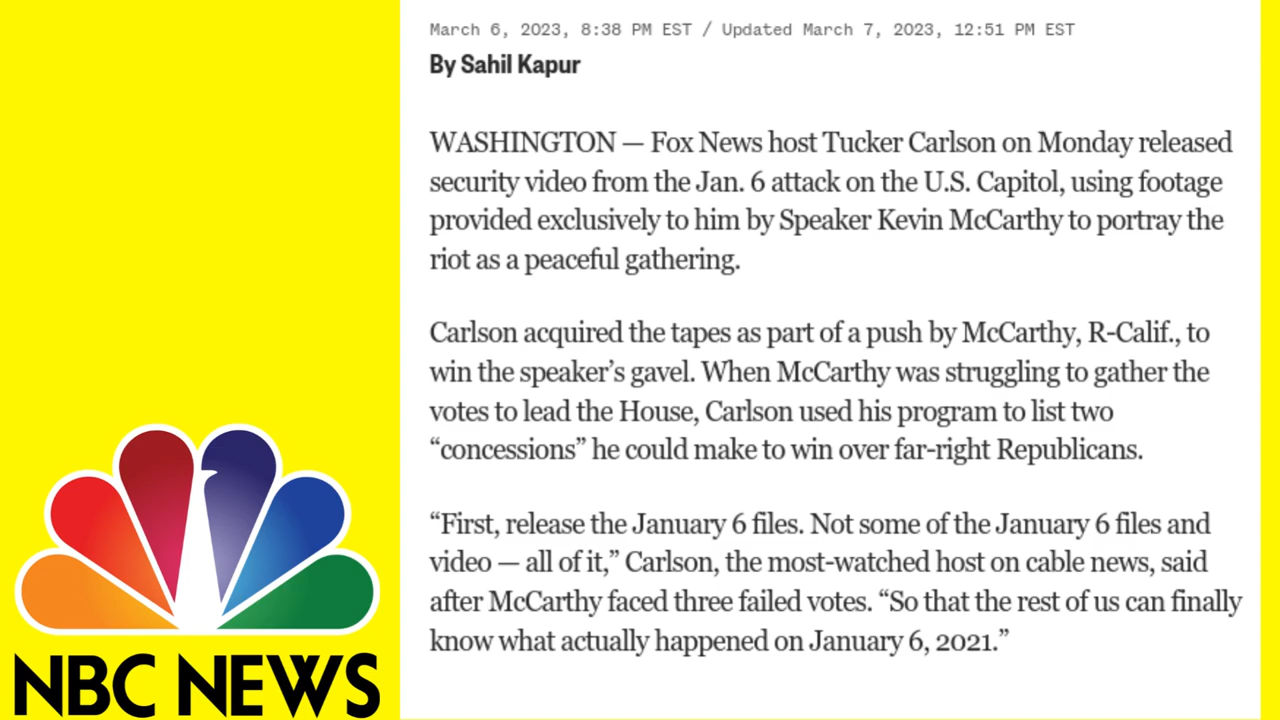 March 6, 2023, 8:38 PM EST / Updated March 7, 2023, 12:51 PM EST
By Sahil Kapur
WASHINGTON — Fox News host Tucker Carlson on Monday released
security video from the Jan. 6 attack on the U.S. Capitol, using footage
provided exclusively to him by Speaker Kevin McCarthy to portray the
riot as a peaceful gathering.
Carlson acquired the tapes as part of a push by McCarthy, R-Calif., to
win the speaker’s gavel. When McCarthy was struggling to gather the
votes to lead the House, Carlson used his program to list two
“concessions” he could make to win over far-right Republicans.
“First, release the January 6 files. Not some of the January 6 files and
video — all of it,” Carlson, the most-watched host on cable news, said
after McCarthy faced three failed votes. “So that the rest of us can finally
know what actually happened on January 6, 2021.”
NBC NEWS